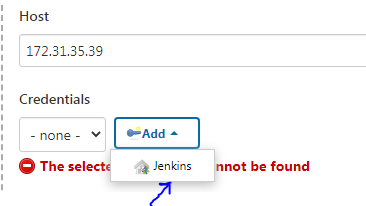 Host
172.31.35.39
Credentials
- none -
Add
Jenkins
The selecte nnot be found